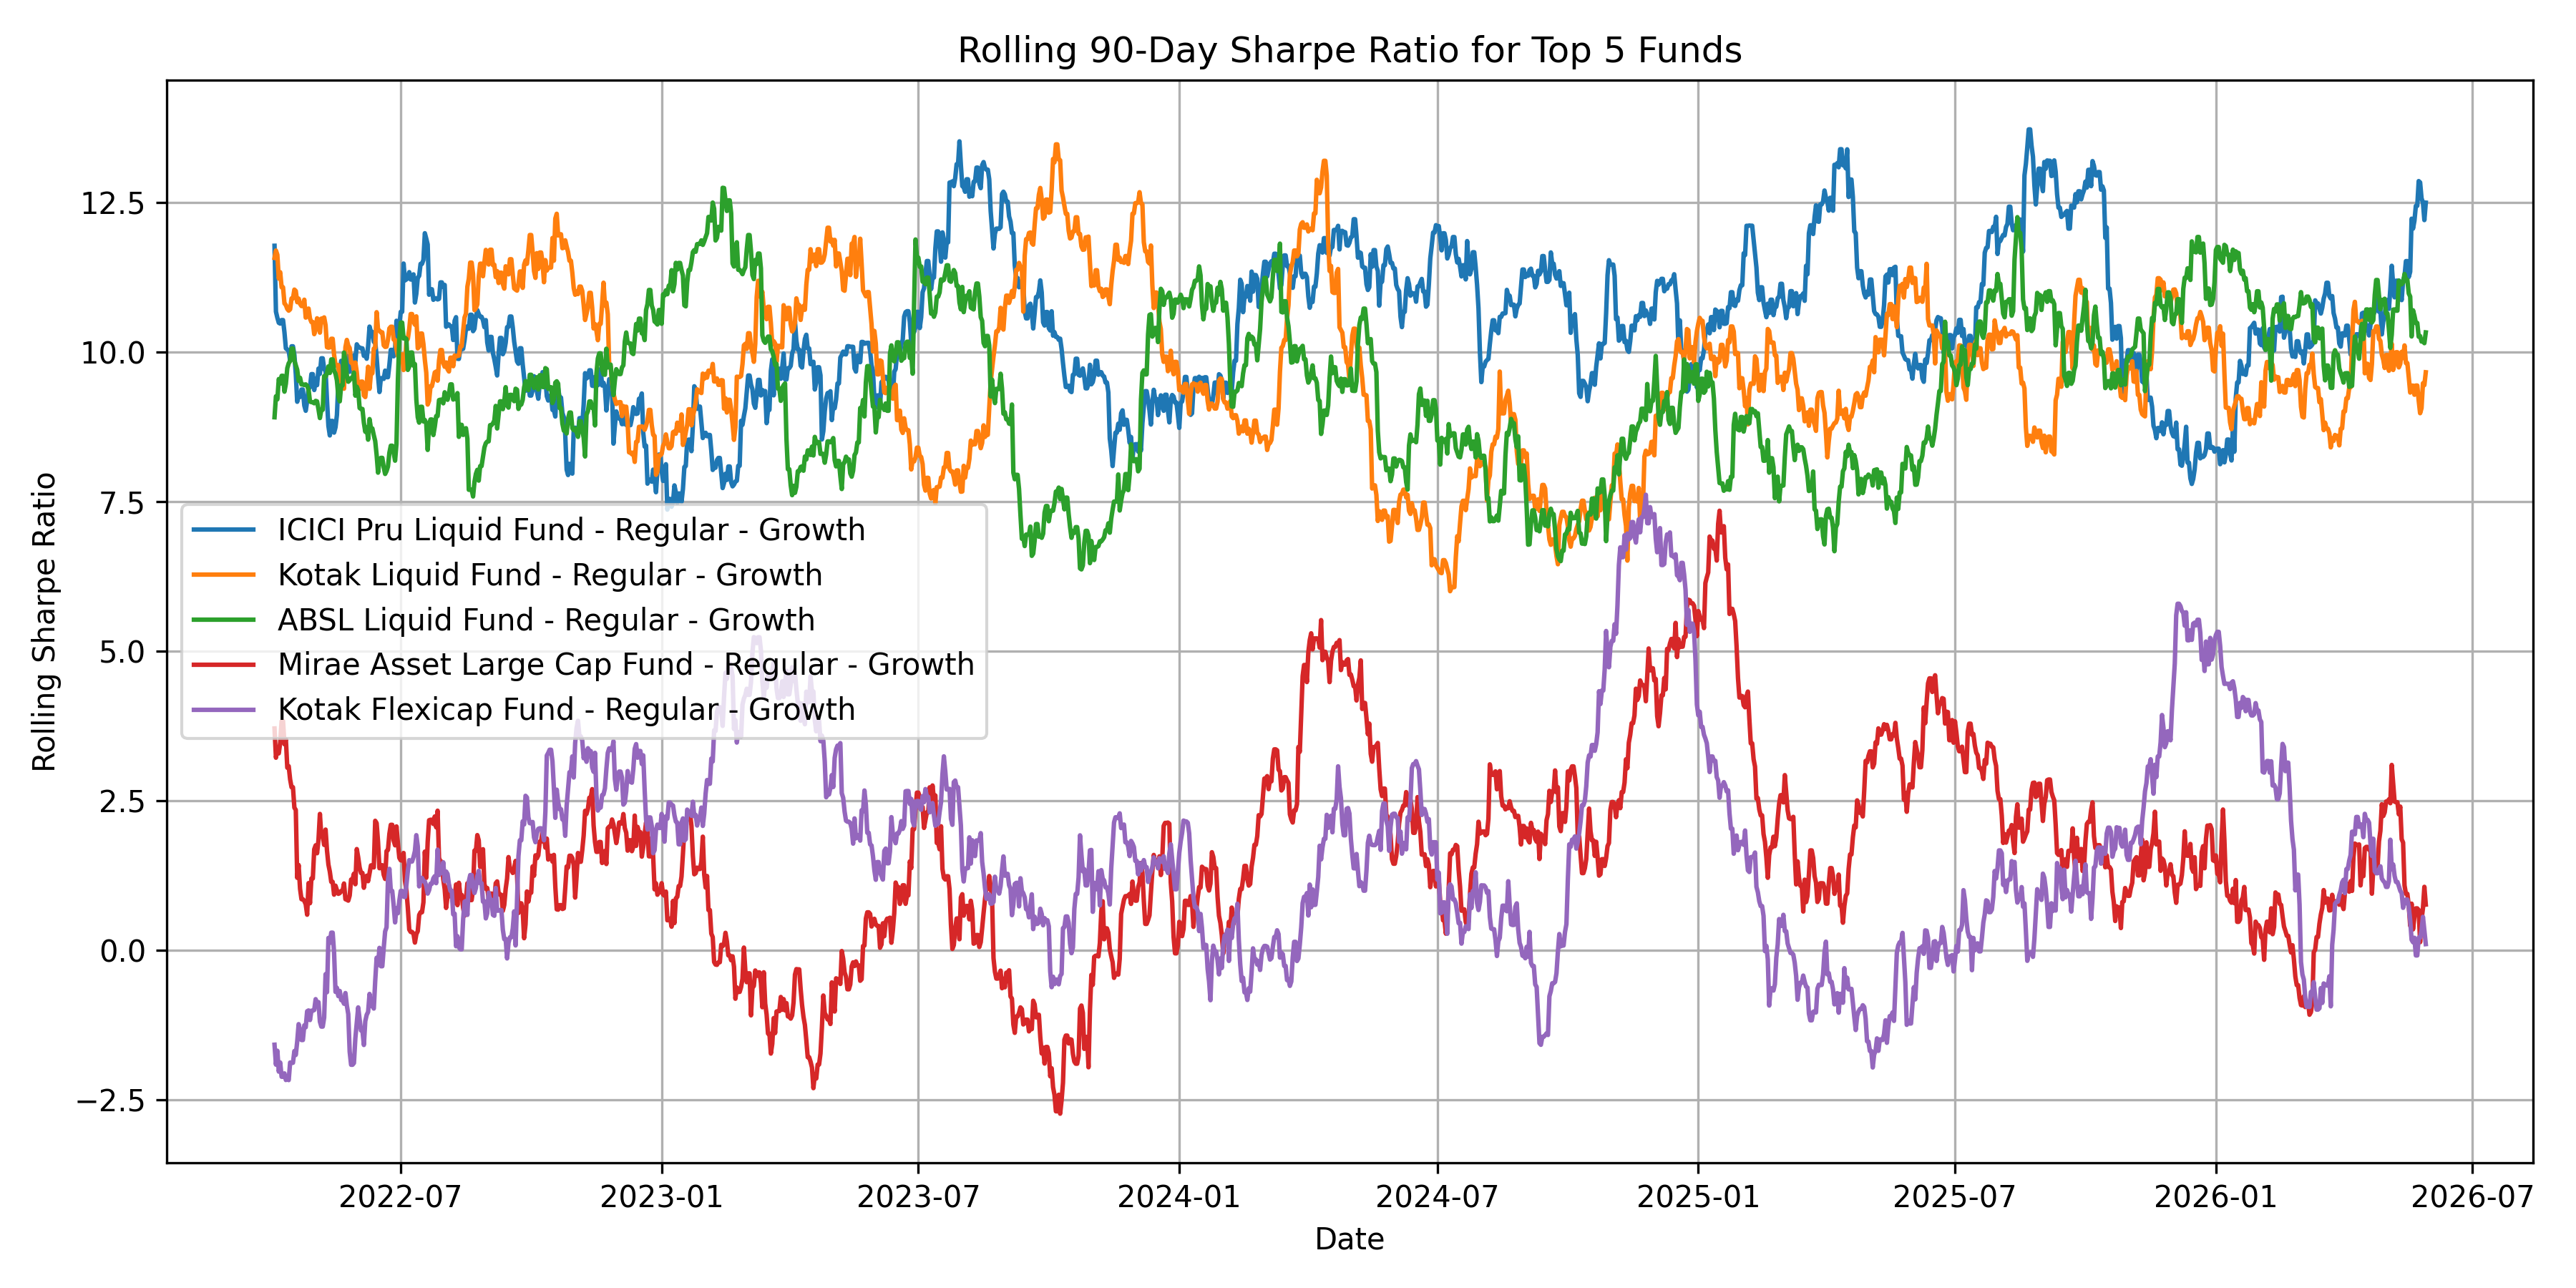 Rolling 90-Day Sharpe Ratio for Top 5 Funds
12.5
10.0
7.5
5.0
2.5
0.0
−2.5
Rolling Sharpe Ratio
ICICI Pru Liquid Fund - Regular - Growth
Kotak Liquid Fund - Regular - Growth
ABSL Liquid Fund - Regular - Growth
Mirae Asset Large Cap Fund - Regular - Growth
Kotak Flexicap Fund - Regular - Growth
2022-07 2023-01 2023-07 2024-01 2024-07 2025-01 2025-07 2026-01 2026-07
Date